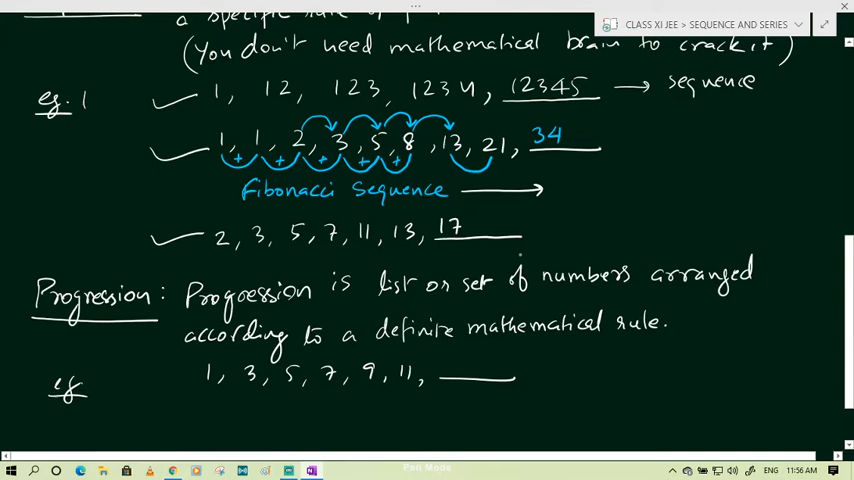 a specific rule of
CLASS XI JEE > SEQUENCE AND SERIES
(You don't need mathematical brain to crack it)
eg. 1
1, 12, 123, 1234, 12345 → sequence
1, 1, 2, 3, 5, 8, 13, 21, 34
+ + + + +
Fibonacci Sequence →
2, 3, 5, 7, 11, 13, 17
Progression : Progression is list or set of numbers arranged
according to a definite mathematical rule.
eg 1, 3, 5, 7, 9, 11, ___
Pen Mode
ENG 11:56 AM